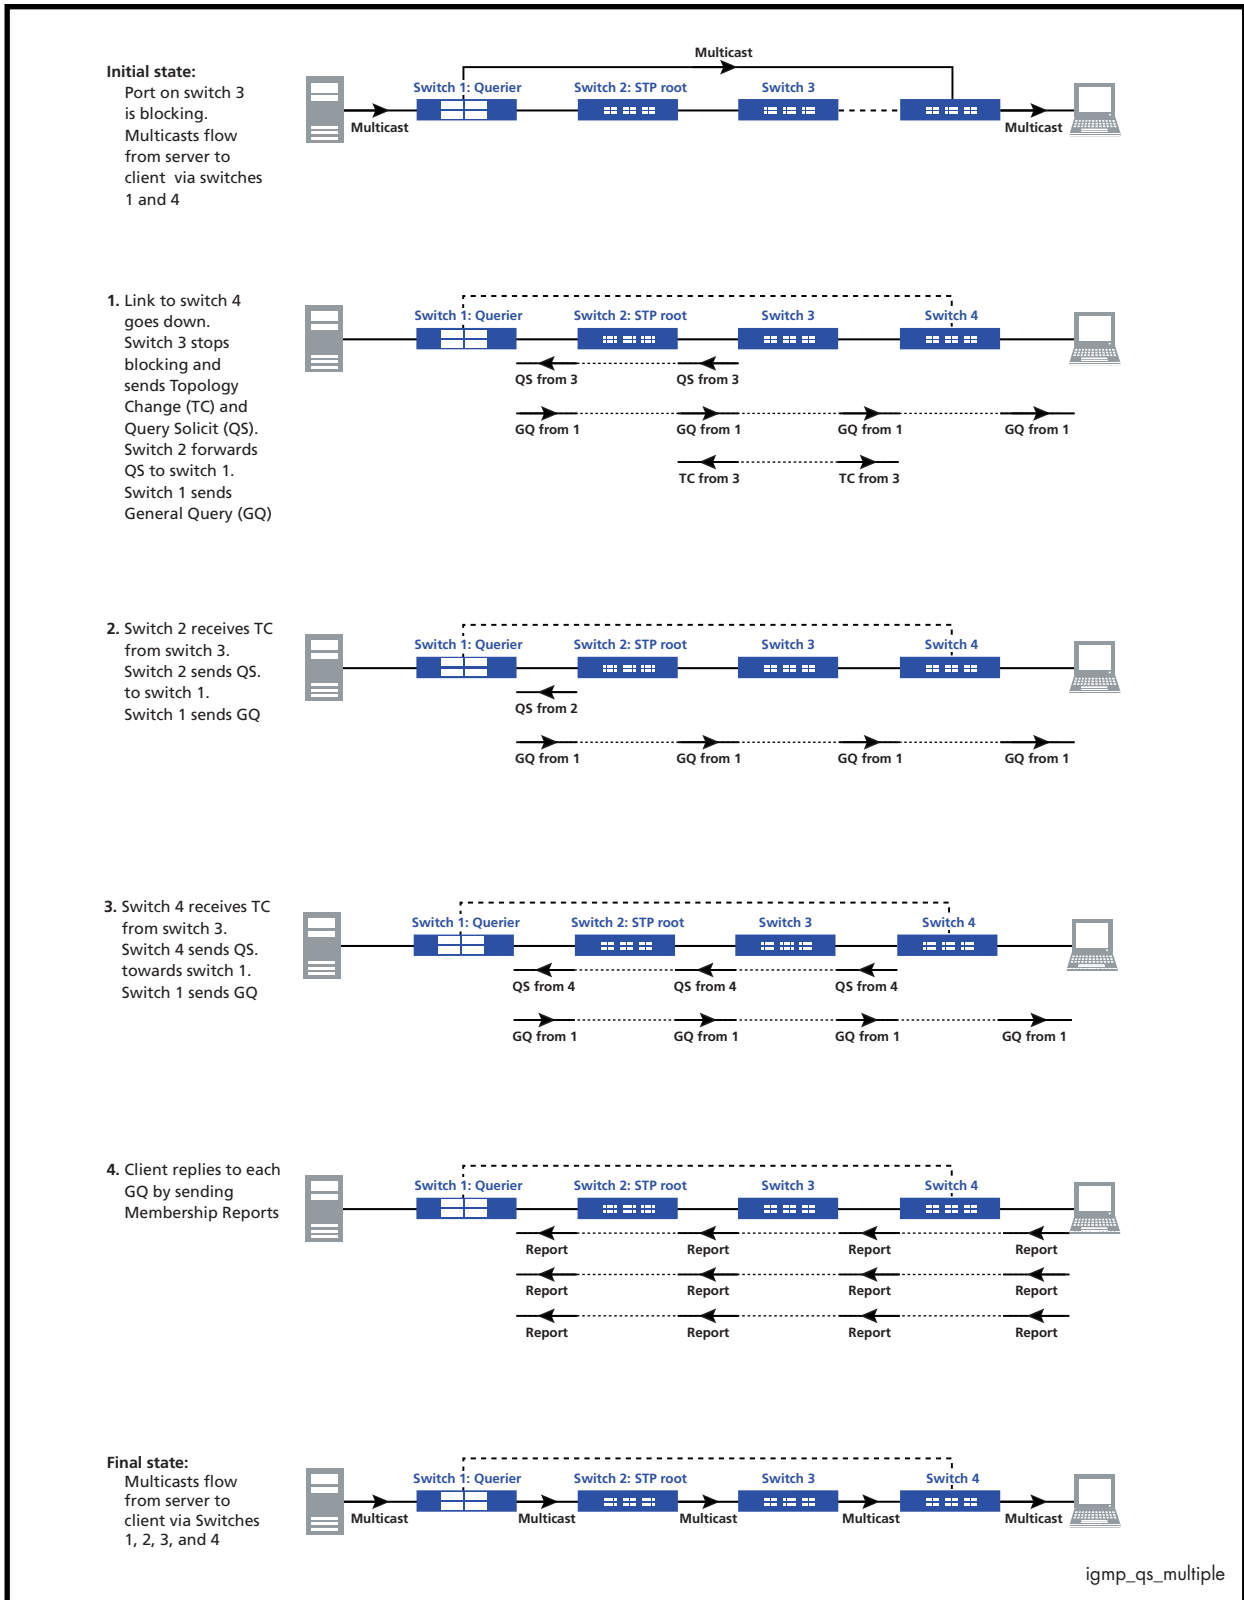 Initial state:
Port on switch 3
is blocking.
Multicasts flow
from server to
client via switches
1 and 4
Multicast
Switch 1: Querier
Switch 2: STP root
Switch 3
Multicast
Multicast
1. Link to switch 4
goes down.
Switch 3 stops
blocking and
sends Topology
Change (TC) and
Query Solicit (QS).
Switch 2 forwards
QS to switch 1.
Switch 1 sends
General Query (GQ)
Switch 1: Querier
Switch 2: STP root
Switch 3
Switch 4
QS from 3
QS from 3
GQ from 1
GQ from 1
GQ from 1
GQ from 1
TC from 3
TC from 3
2. Switch 2 receives TC
from switch 3.
Switch 2 sends QS.
to switch 1.
Switch 1 sends GQ
Switch 1: Querier
Switch 2: STP root
Switch 3
Switch 4
QS from 2
GQ from 1
GQ from 1
GQ from 1
GQ from 1
3. Switch 4 receives TC
from switch 3.
Switch 4 sends QS.
towards switch 1.
Switch 1 sends GQ
Switch 1: Querier
Switch 2: STP root
Switch 3
Switch 4
QS from 4
QS from 4
QS from 4
GQ from 1
GQ from 1
GQ from 1
GQ from 1
4. Client replies to each
GQ by sending
Membership Reports
Switch 1: Querier
Switch 2: STP root
Switch 3
Switch 4
Report
Report
Report
Report
Report
Report
Report
Report
Report
Report
Report
Report
Final state:
Multicasts flow
from server to
client via Switches
1, 2, 3, and 4
Switch 1: Querier
Switch 2: STP root
Switch 3
Switch 4
Multicast
Multicast
Multicast
Multicast
Multicast
igmp_qs_multiple